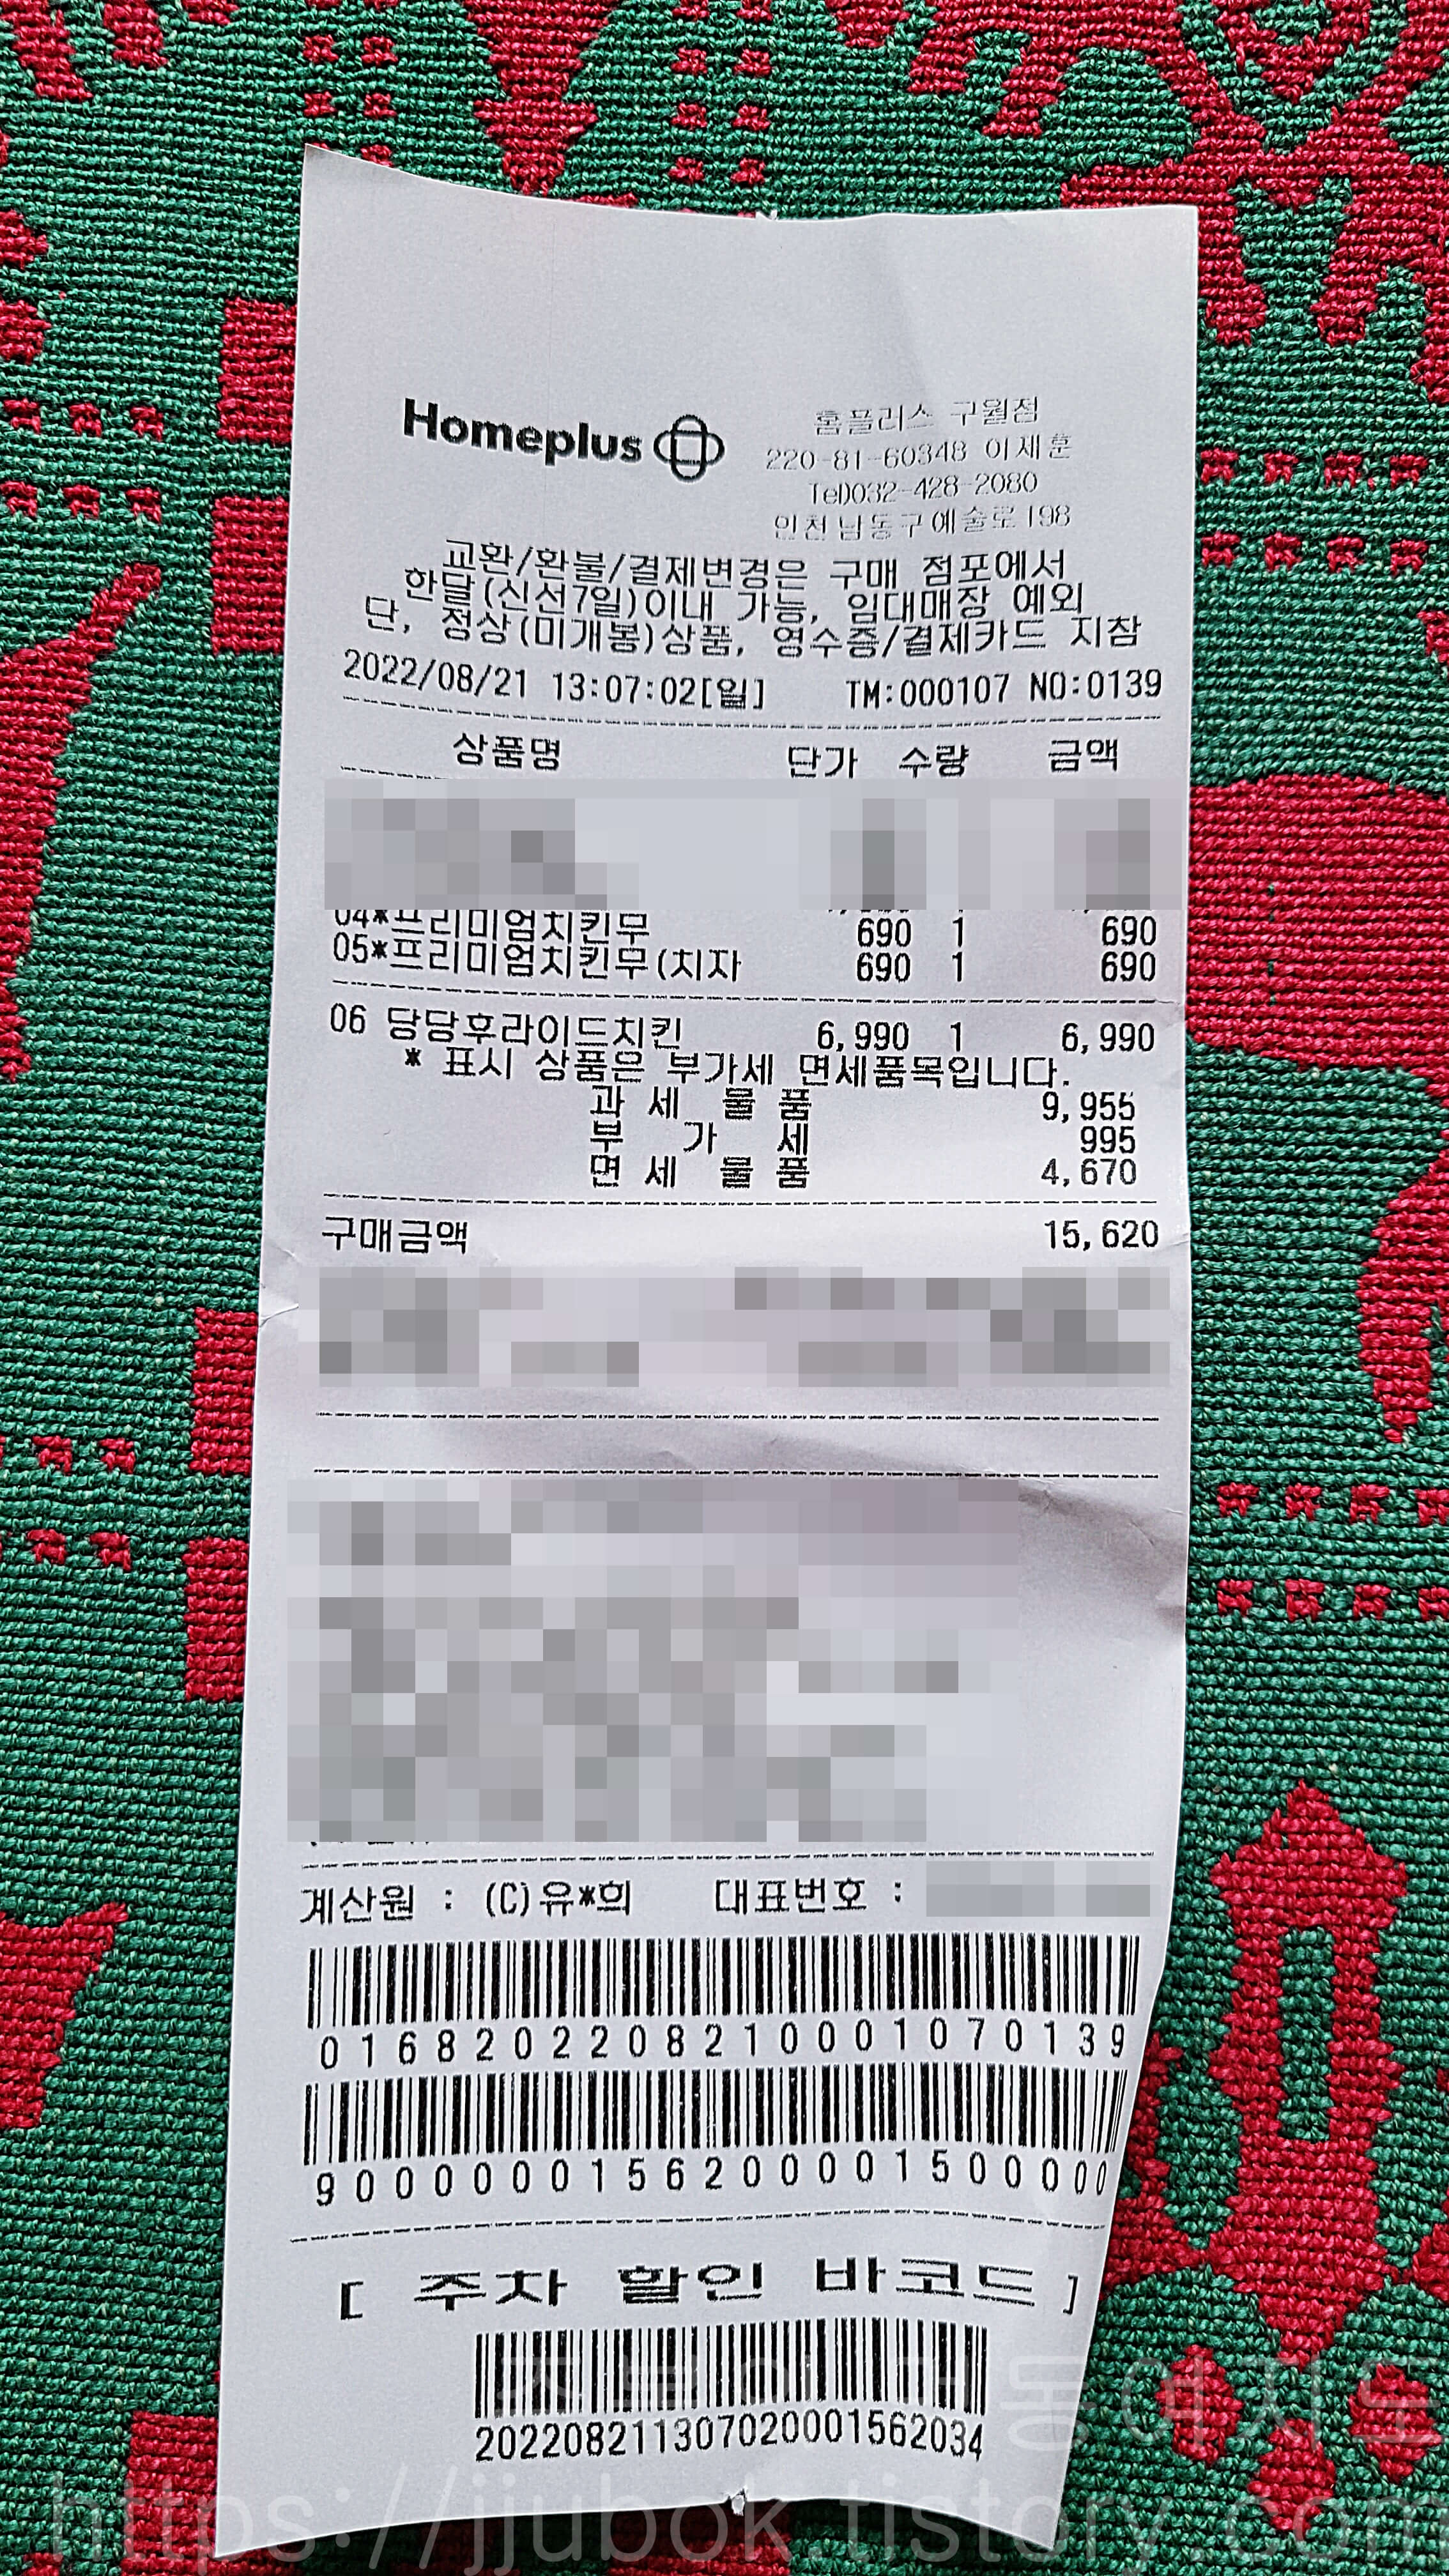 Homeplus
홈플러스 구월점
220-81-60348 이제훈
Tel)032-428-2080
인천 남동구 예술로 198
교환/환불/결제변경은 구매 점포에서
한달(신선7일)이내 가능, 임대매장 예외
단, 정상(미개봉)상품, 영수증/결제카드 지참
2022/08/21 13:07:02[일] TM:000107 NO:0139
상품명 단가 수량 금액
04*프리미엄치킨무 690 1 690
05*프리미엄치킨무(치자 690 1 690
06 당당후라이드치킨 6,990 1 6,990
* 표시 상품은 부가세 면세품목입니다.
과 세 물 품 9,955
부 가 세 995
면 세 물 품 4,670
구매금액 15,620
계산원 : (C)유*희 대표번호 :
0168202208210001070139
900000015620000150000​0
[ 주차 할인 바코드 ]
202208211307020001562034
https://jjubok.tistory.com